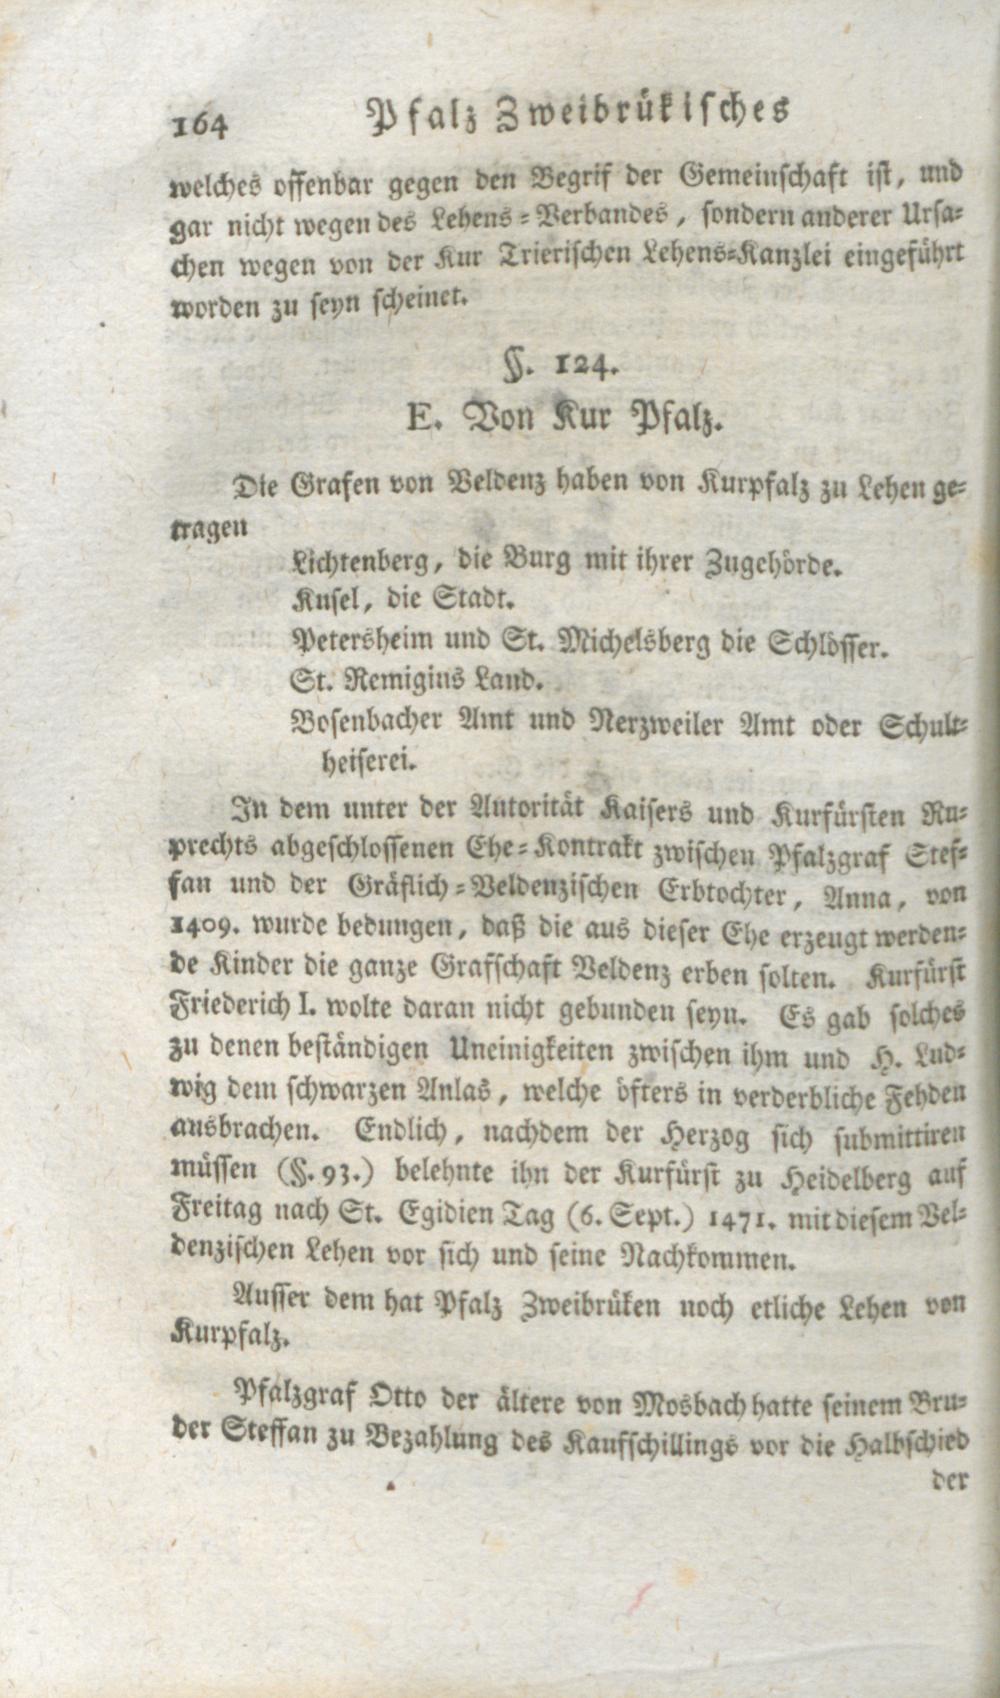 164 Pfalz Zweibrükisches
welches offenbar gegen den Begrif der Gemeinschaft ist, und
gar nicht wegen des Lehens-Verbandes, sondern anderer Ursa-
chen wegen von der Kur Trierischen Lehens-Kanzlei eingeführt
worden zu seyn scheinet.
§. 124.
E. Von Kur Pfalz.
Die Grafen von Veldenz haben von Kurpfalz zu Lehen ge-
tragen
Lichtenberg, die Burg mit ihrer Zugehörde.
Kusel, die Stadt.
Petersheim und St. Michelsberg die Schlösser.
St. Remigius Land.
Bosenbacher Amt und Nerzweiler Amt oder Schult-
heiserei.
In dem unter der Autorität Kaisers und Kurfürsten Ru-
prechts abgeschlossenen Ehe-Kontrakt zwischen Pfalzgraf Stef-
fan und der Gräflich-Veldenzischen Erbtochter, Anna, von
1409. wurde bedungen, daß die aus dieser Ehe erzeugt werden-
de Kinder die ganze Grafschaft Veldenz erben solten. Kurfürst
Friederich I. wolte daran nicht gebunden seyn. Es gab solches
zu denen beständigen Uneinigkeiten zwischen ihm und H. Lud-
wig dem schwarzen Anlas, welche öfters in verderbliche Fehden
ausbrachen. Endlich, nachdem der Herzog sich submittiren
müssen (§. 93.) belehnte ihn der Kurfürst zu Heidelberg auf
Freitag nach St. Egidien Tag (6. Sept.) 1471. mit diesem Vel-
denzischen Lehen vor sich und seine Nachkommen.
Ausser dem hat Pfalz Zweibrüken noch etliche Lehen von
Kurpfalz.
Pfalzgraf Otto der ältere von Mosbach hatte seinem Bru-
der Steffan zu Bezahlung des Kaufschillings vor die Halbschied
der